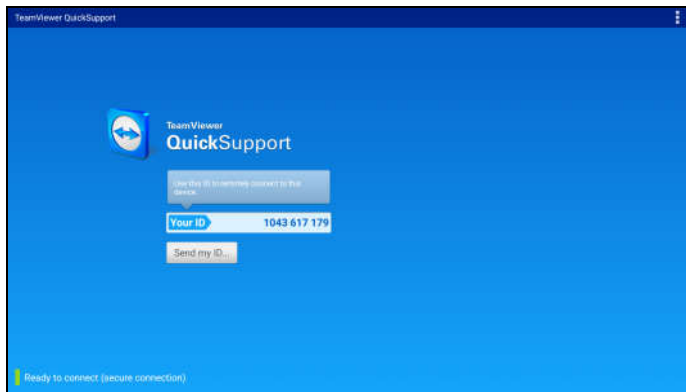 TeamViewer QuickSupport
TeamViewer
QuickSupport
Use this ID to remotely connect to this
device.
Your ID
1043 617 179
Send my ID...
Ready to connect (secure connection)